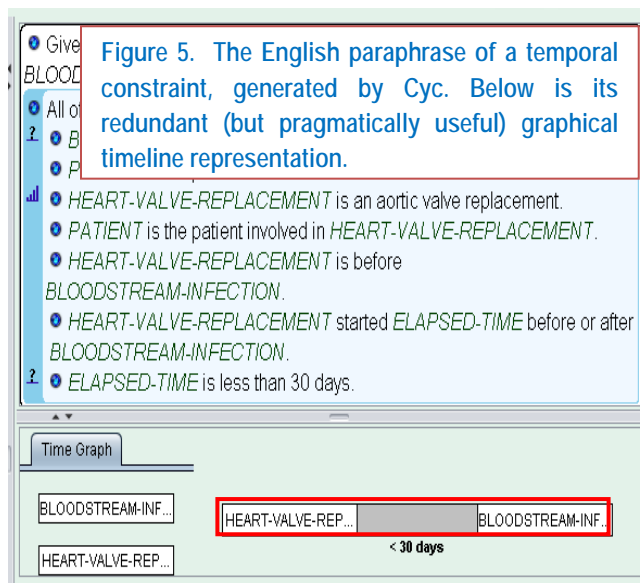 Give
BLOOD
Figure 5. The English paraphrase of a temporal
constraint, generated by Cyc. Below is its
redundant (but pragmatically useful) graphical
timeline representation.
All of
? B
P
HEART-VALVE-REPLACEMENT is an aortic valve replacement.
PATIENT is the patient involved in HEART-VALVE-REPLACEMENT.
HEART-VALVE-REPLACEMENT is before
BLOODSTREAM-INFECTION.
HEART-VALVE-REPLACEMENT started ELAPSED-TIME before or after
BLOODSTREAM-INFECTION.
? ELAPSED-TIME is less than 30 days.
Time Graph
BLOODSTREAM-INF...
HEART-VALVE-REP...
BLOODSTREAM-INF..
< 30 days
HEART-VALVE-REP...